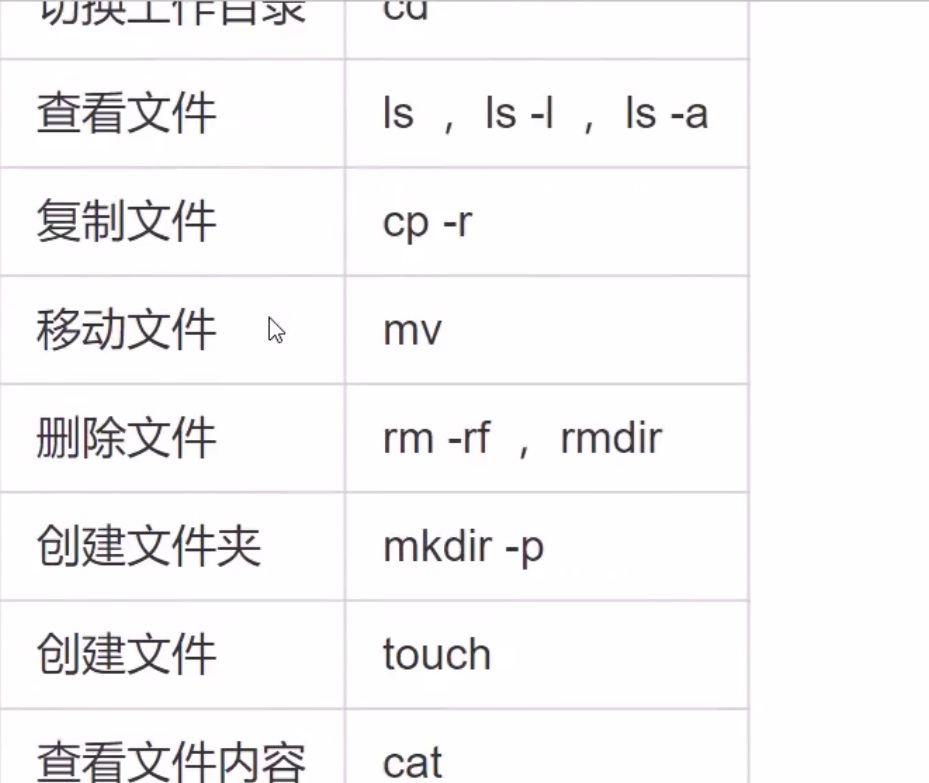 切换工作目录 cd
查看文件 ls ， ls -l ， ls -a
复制文件 cp -r
移动文件 mv
删除文件 rm -rf ， rmdir
创建文件夹 mkdir -p
创建文件 touch
查看文件内容 cat